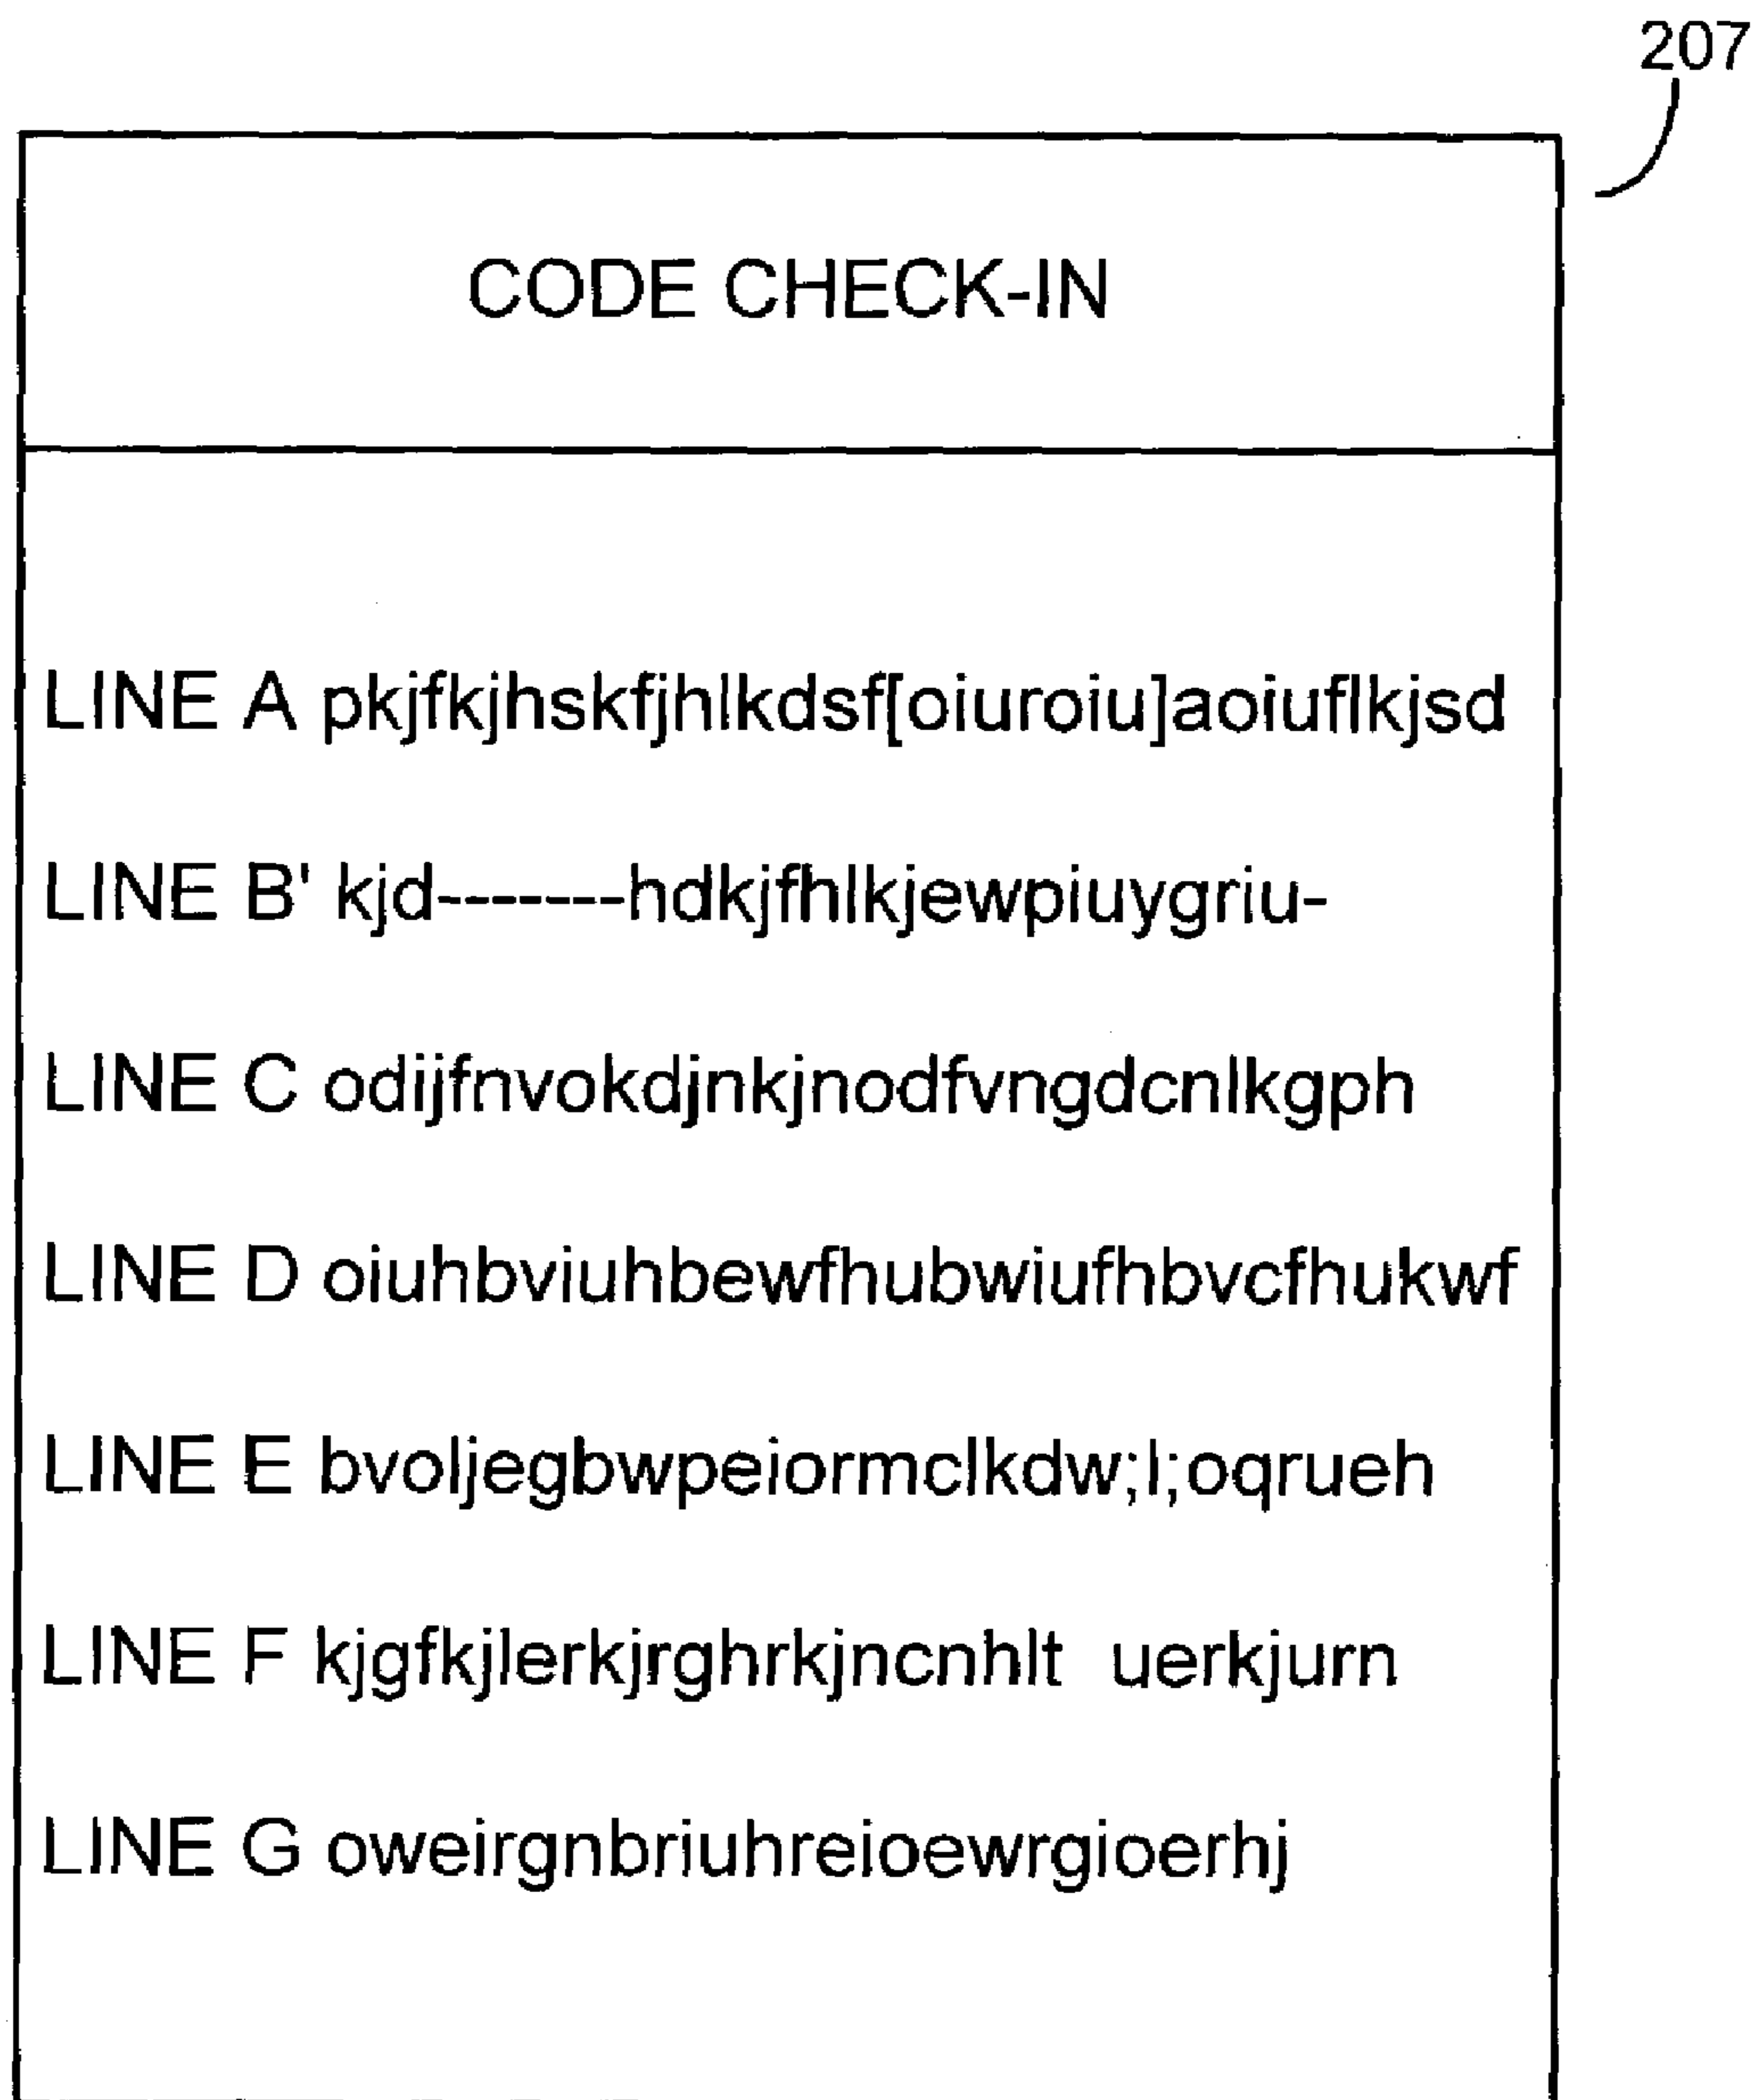 207
CODE CHECK-IN
LINE A pkjfkjhskfjhlkdsf[oiuroiu]aoiuflkjsd
LINE B' kjd-------hdkjfhlkjewpiuygriu-
LINE C odijfnvokdjnkjnodfvngdcnlkgph
LINE D oiuhbviuhbewfhubwiufhbvcfhukwf
LINE E bvoljegbwpeiormclkdw;l;oqrueh
LINE F kjgfkjlerkjrghrkjncnhlt  uerkjurn
LINE G oweirgnbriuhreioewrgioerhj